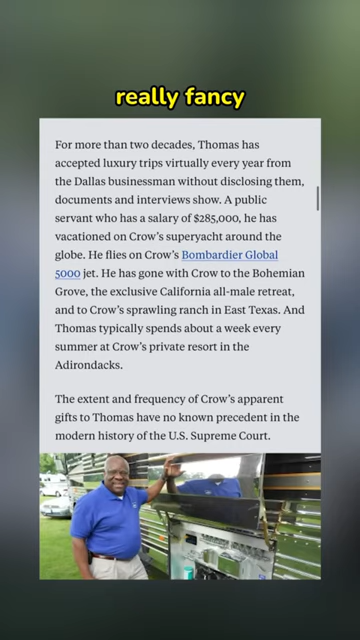 really fancy
For more than two decades, Thomas has
accepted luxury trips virtually every year from
the Dallas businessman without disclosing them,
documents and interviews show. A public
servant who has a salary of $285,000, he has
vacationed on Crow’s superyacht around the
globe. He flies on Crow’s Bombardier Global
5000 jet. He has gone with Crow to the Bohemian
Grove, the exclusive California all-male retreat,
and to Crow’s sprawling ranch in East Texas. And
Thomas typically spends about a week every
summer at Crow’s private resort in the
Adirondacks.
The extent and frequency of Crow’s apparent
gifts to Thomas have no known precedent in the
modern history of the U.S. Supreme Court.